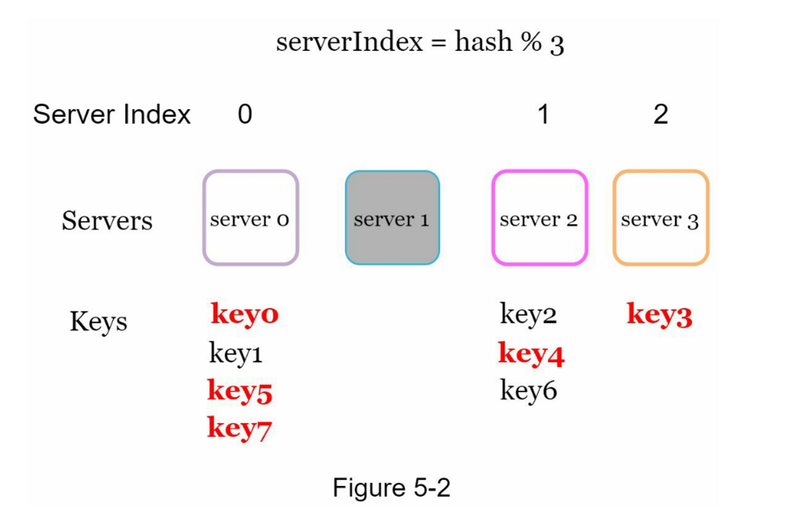 serverIndex = hash % 3
Server Index 0 1 2
Servers server 0 server 1 server 2 server 3
Keys key0 key2 key3
key1 key4
key5 key6
key7
Figure 5-2